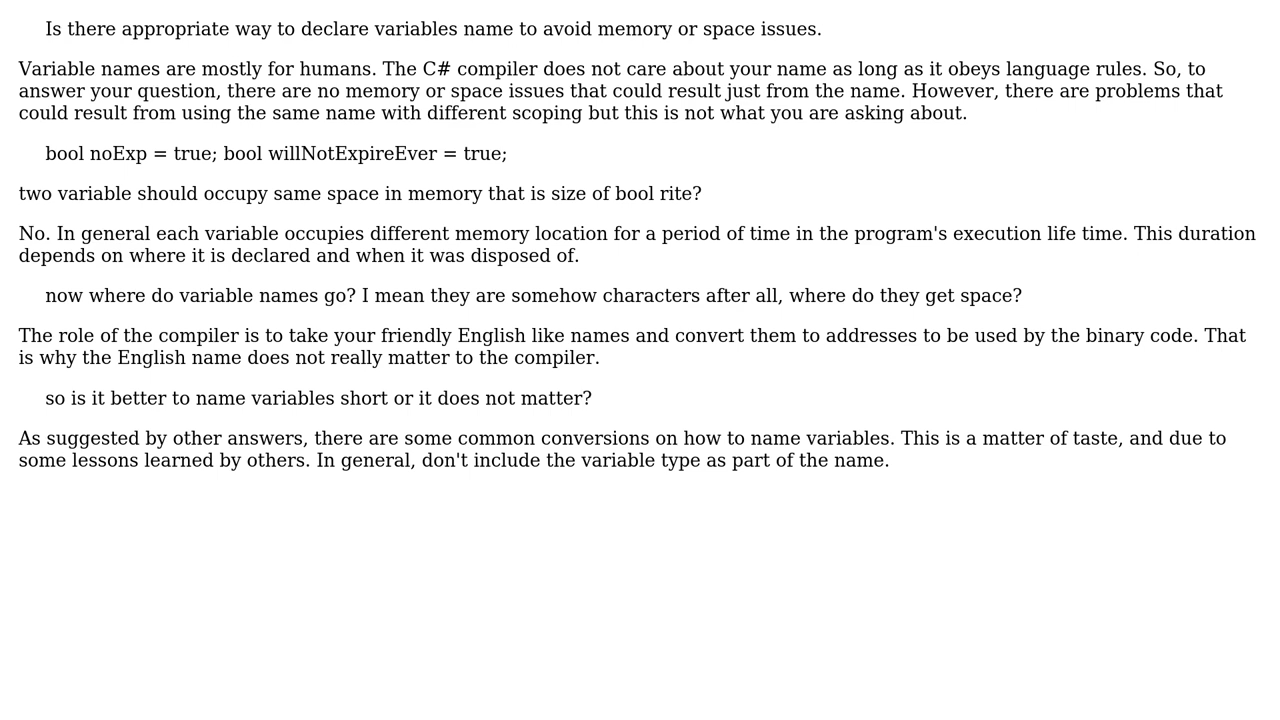 Is there appropriate way to declare variables name to avoid memory or space issues.
Variable names are mostly for humans. The C# compiler does not care about your name as long as it obeys language rules. So, to
answer your question, there are no memory or space issues that could result just from the name. However, there are problems that
could result from using the same name with different scoping but this is not what you are asking about.
bool noExp = true; bool willNotExpireEver = true;
two variable should occupy same space in memory that is size of bool rite?
No. In general each variable occupies different memory location for a period of time in the program's execution life time. This duration
depends on where it is declared and when it was disposed of.
now where do variable names go? I mean they are somehow characters after all, where do they get space?
The role of the compiler is to take your friendly English like names and convert them to addresses to be used by the binary code. That
is why the English name does not really matter to the compiler.
so is it better to name variables short or it does not matter?
As suggested by other answers, there are some common conversions on how to name variables. This is a matter of taste, and due to
some lessons learned by others. In general, don't include the variable type as part of the name.